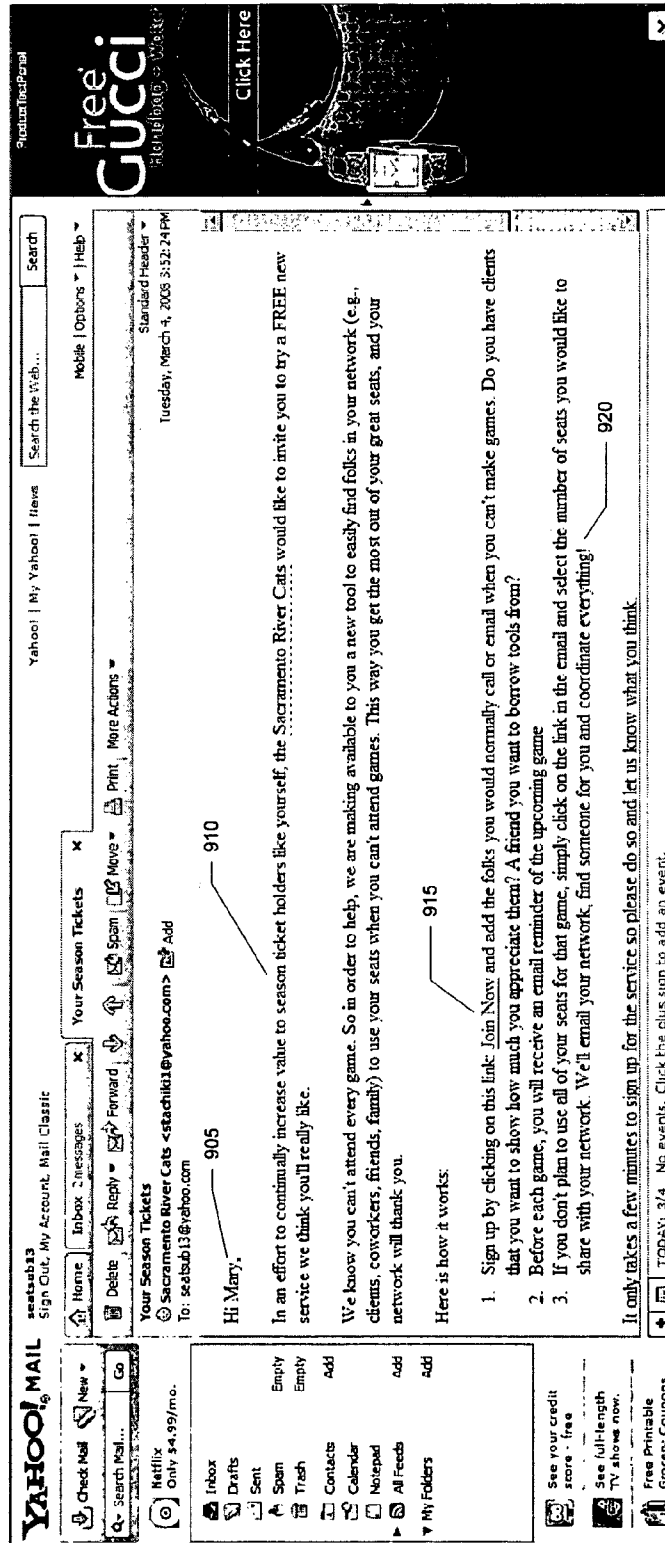 YAHOO! MAIL
seatsub13
Sign Out, My Account, Mail Classic
Yahoo! | My Yahoo! | News
Search the Web...
Search
Check Mail New
Home
Inbox 2 messages
Your Season Tickets
Mobile | Options | Help
Search Mail... Go
Delete Reply Forward Spam Move Print More Actions
Netflix
Only $4.99/mo.
Your Season Tickets
Standard Header
Sacramento River Cats <stachiki1@yahoo.com> Add
Tuesday, March 4, 2008 3:52:24 PM
To: seatsub13@yahoo.com
Inbox
Drafts
Sent
Spam Empty
Trash Empty
Contacts Add
Calendar
Notepad
All Feeds Add
My Folders Add
See your credit
score - free
See full-length
TV shows now.
Free Printable
Grocery Coupons
905
Hi Mary,
910
In an effort to continually increase value to season ticket holders like yourself, the Sacramento River Cats would like to invite you to try a FREE new
service we think you'll really like.
We know you can't attend every game. So in order to help, we are making available to you a new tool to easily find folks in your network (e.g.,
clients, coworkers, friends, family) to use your seats when you can't attend games. This way you get the most out of your great seats, and your
network will thank you.
Here is how it works:
915
1. Sign up by clicking on this link: Join Now and add the folks you would normally call or email when you can't make games. Do you have clients
that you want to show how much you appreciate them? A friend you want to borrow tools from?
2. Before each game, you will receive an email reminder of the upcoming game
3. If you don't plan to use all of your seats for that game, simply click on the link in the email and select the number of seats you would like to
share with your network. We'll email your network, find someone for you and coordinate everything!
920
It only takes a few minutes to sign up for the service so please do so and let us know what you think.
TODAY: 3/4 No events. Click the plus sign to add an event.
ProductTestPanel
Free
GUCCI
Click Here